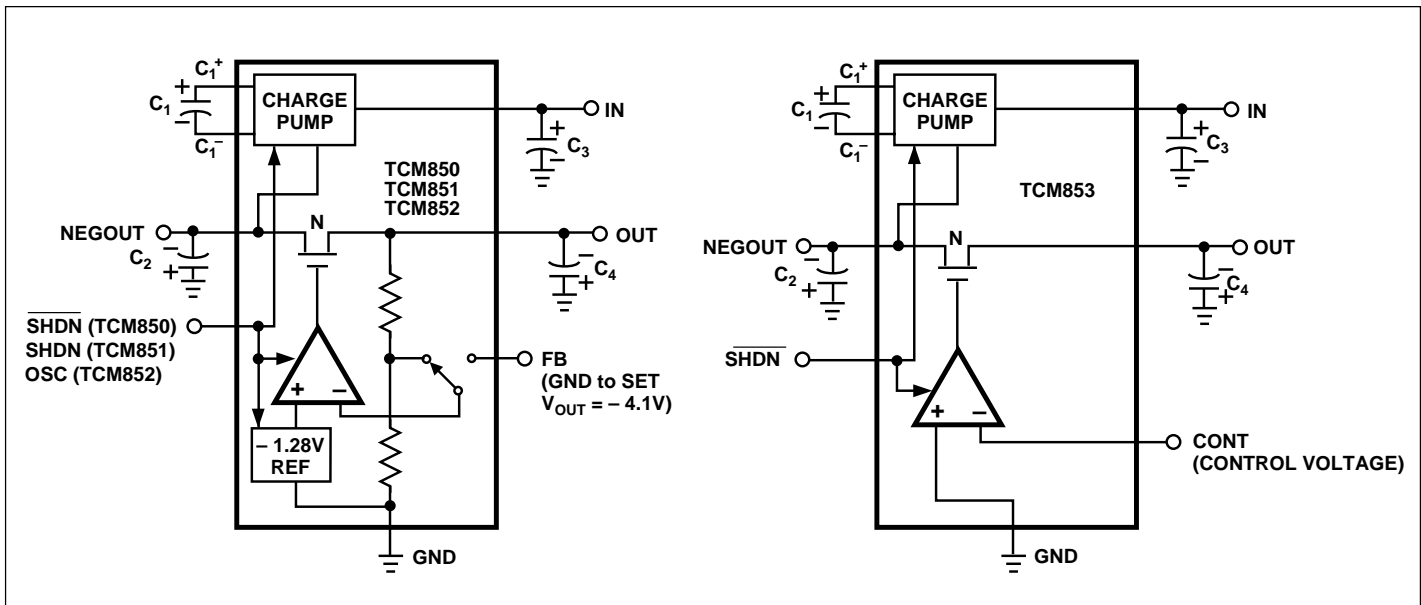 C1+
+
C1
–
C1–
CHARGE
PUMP
IN
+
C3
–
TCM850
TCM851
TCM852
N
NEGOUT
–
C2
+
OUT
–
C4
+
SHDN (TCM850)
SHDN (TCM851)
OSC (TCM852)
+ –
– 1.28V
REF
FB
(GND to SET
VOUT = – 4.1V)
GND
C1+
+
C1
–
C1–
CHARGE
PUMP
IN
+
C3
–
TCM853
N
NEGOUT
–
C2
+
OUT
–
C4
+
SHDN
+ –
CONT
(CONTROL VOLTAGE)
GND